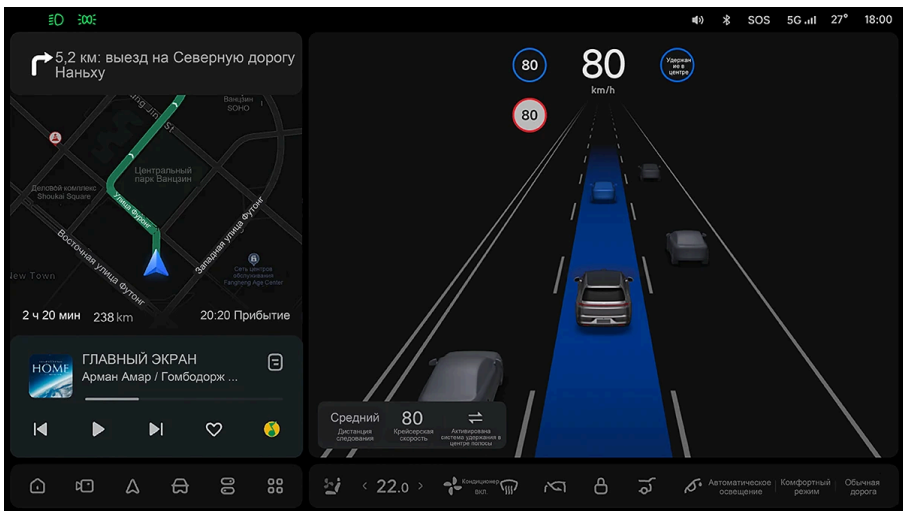 SOS
5G
27°
18:00
5,2 км: выезд на Северную дорогу
Наньху
Ванцзин
SOHO
Центральный
парк Ванцзин
Деловой комплекс
Shoukai Square
Улица Фуронг
Восточная улица Футонг
Западная улица Футонг
New Town
Сеть центров
обслуживания
Fangneng Age Center
2 ч 20 мин
238 km
20:20 Прибытие
HOME
ГЛАВНЫЙ ЭКРАН
Арман Амар / Гомбодорж ...
80
80
km/h
Удержан
ие в
центре
80
Средний
Дистанция
следования
80
Крейсерская
скорость
Активирована
система удержания в
центре полосы
22.0
Кондиционер
вкл.
Автоматическое
освещение
Комфортный
режим
Обычная
дорога